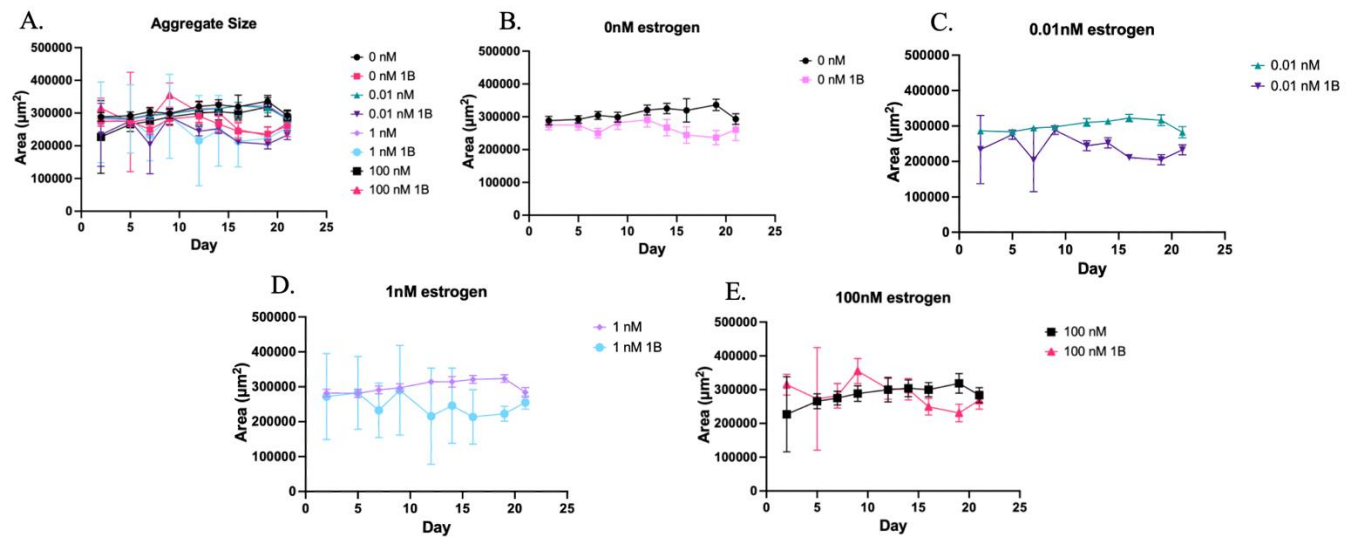 A.
Aggregate Size
Area (µm²)
500000
400000
300000
200000
100000
0
0 5 10 15 20 25
Day
0 nM
0 nM 1B
0.01 nM
0.01 nM 1B
1 nM
1 nM 1B
100 nM
100 nM 1B
B.
0nM estrogen
Area (µm²)
500000
400000
300000
200000
100000
0
0 5 10 15 20 25
Day
0 nM
0 nM 1B
C.
0.01nM estrogen
Area (µm²)
500000
400000
300000
200000
100000
0
0 5 10 15 20 25
Day
0.01 nM
0.01 nM 1B
D.
1nM estrogen
Area (µm²)
500000
400000
300000
200000
100000
0
0 5 10 15 20 25
Day
1 nM
1 nM 1B
E.
100nM estrogen
Area (µm²)
500000
400000
300000
200000
100000
0
0 5 10 15 20 25
Day
100 nM
100 nM 1B